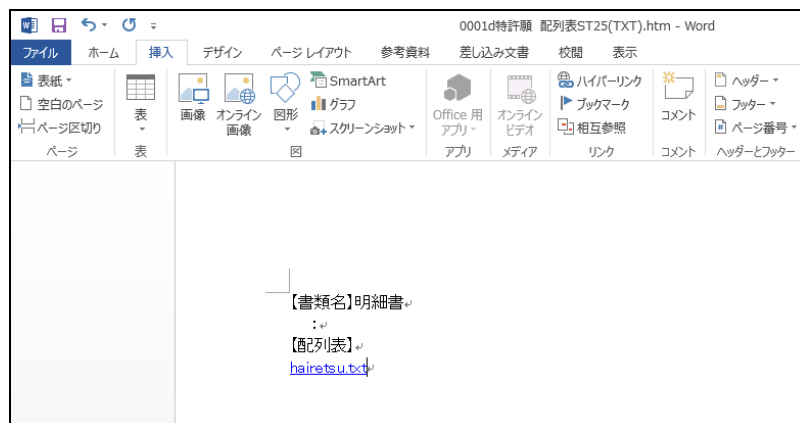 0001d特許願 配列表ST25(TXT).htm - Word
ファイル ホーム 挿入 デザイン ページ レイアウト 参考資料 差し込み文書 校閲 表示
表紙
空白のページ
ページ区切り
ページ
表
表
画像
オンライン
画像
図形
SmartArt
グラフ
スクリーンショット
図
Office 用
アプリ
アプリ
オンライン
ビデオ
メディア
ハイパーリンク
ブックマーク
相互参照
リンク
コメント
コメント
ヘッダー
フッター
ページ番号
ヘッダーとフッター
【書類名】明細書
:
【配列表】
hairetsu.txt